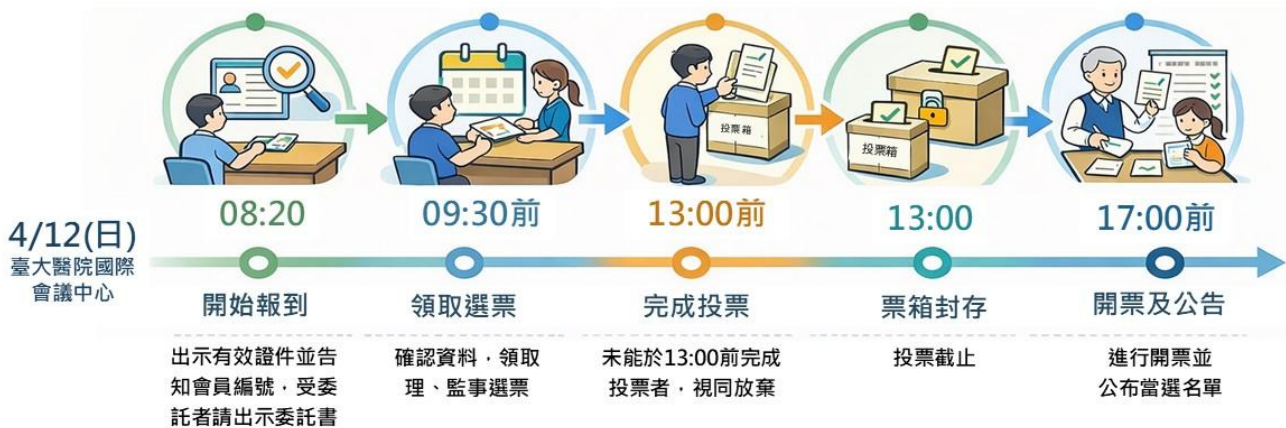 投票箱
投票箱
4/12(日)
臺大醫院國際
會議中心
08:20
09:30前
13:00前
13:00
17:00前
開始報到
領取選票
完成投票
票箱封存
開票及公告
出示有效證件並告
知會員編號，受委
託者請出示委託書
確認資料，領取
理、監事選票
未能於13:00前完成
投票者，視同放棄
投票截止
進行開票並
公布當選名單